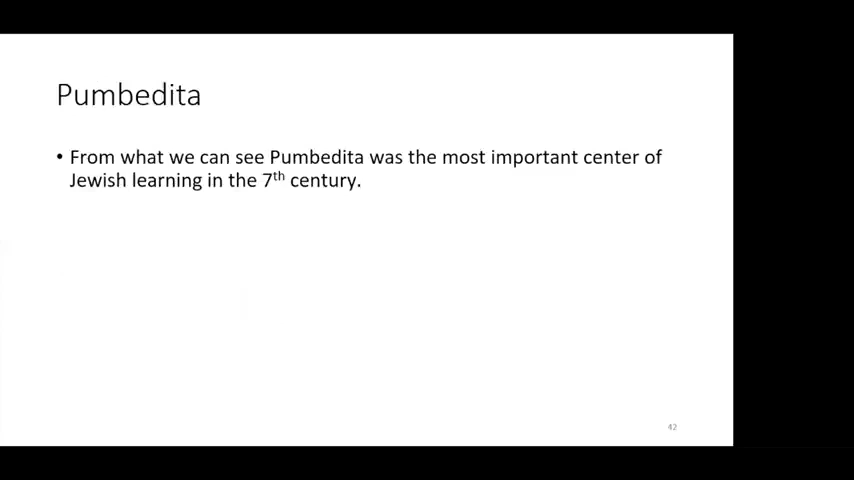 Pumbedita
• From what we can see Pumbedita was the most important center of
Jewish learning in the 7th century.
42